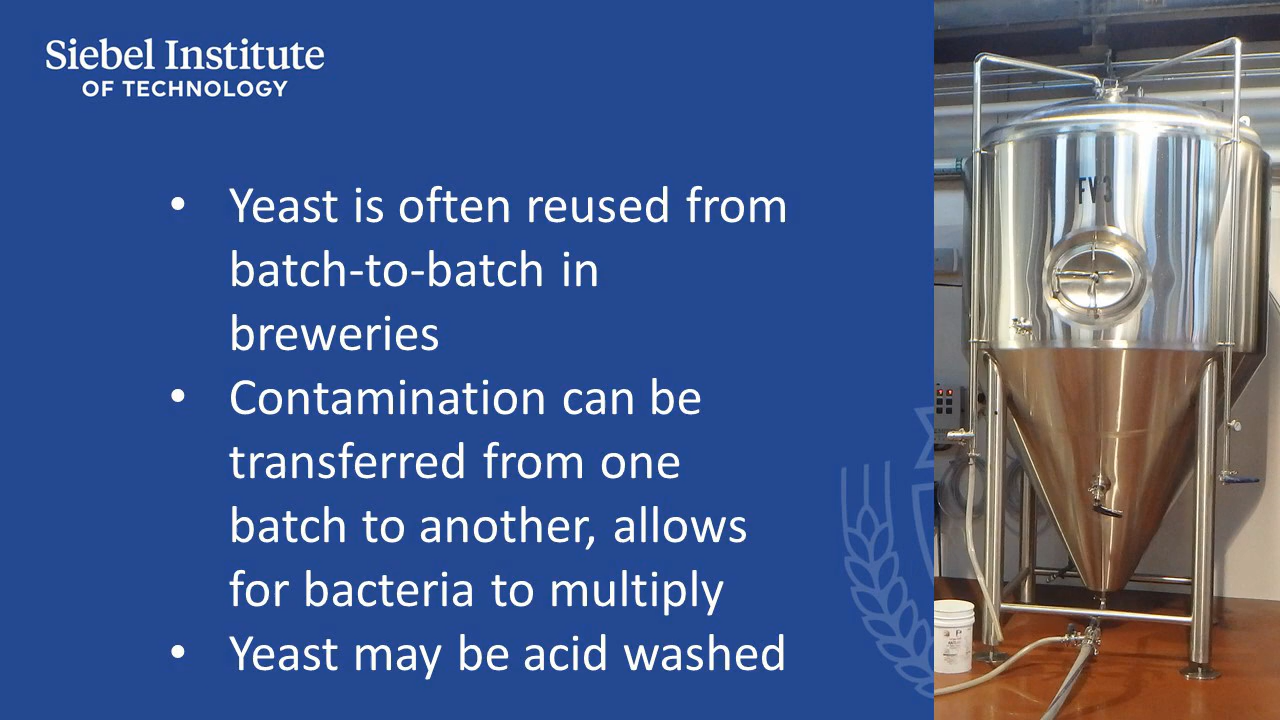 Siebel Institute
OF TECHNOLOGY
• Yeast is often reused from
batch-to-batch in
breweries
• Contamination can be
transferred from one
batch to another, allows
for bacteria to multiply
• Yeast may be acid washed
FV3